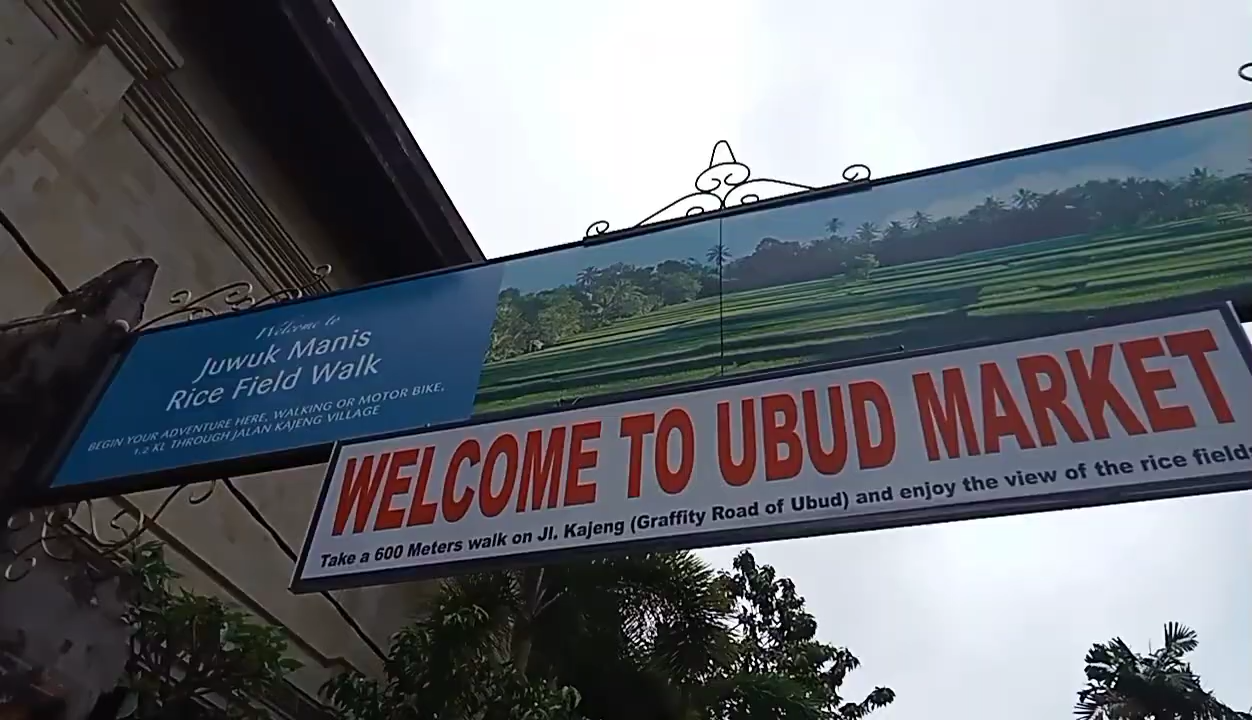 Welcome to
Juwuk Manis
Rice Field Walk
BEGIN YOUR ADVENTURE HERE, WALKING OR MOTOR BIKE,
1.2 KL THROUGH JALAN KAJENG VILLAGE
WELCOME TO UBUD MARKET
Take a 600 Meters walk on Jl. Kajeng (Graffity Road of Ubud) and enjoy the view of the rice field